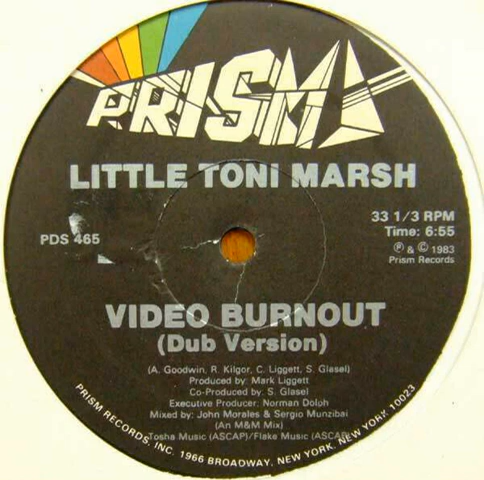 PRISM
LITTLE TONI MARSH
33 1/3 RPM
Time: 6:55
PDS 465
℗ & © 1983
Prism Records
VIDEO BURNOUT
(Dub Version)
(A. Goodwin, R. Kilgor, C. Liggett, S. Glasel)
Produced by: Mark Liggett
Co-Produced by: S. Glasel
Executive Producer: Norman Dolph
Mixed by: John Morales & Sergio Munzibai
(An M&M Mix)
Tosha Music (ASCAP)/Flake Music (ASCAP)
PRISM RECORDS, INC. 1966 BROADWAY, NEW YORK, NEW YORK 10023